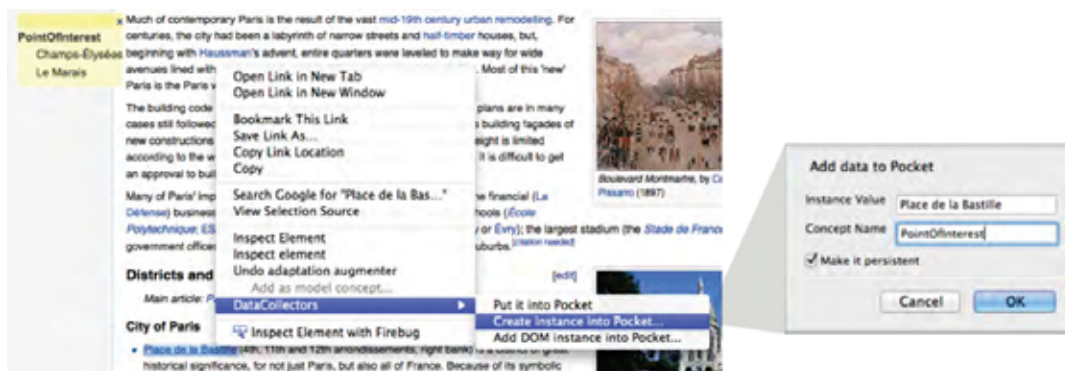 x
PointOfInterest
Champs-Élysées
Le Marais
Much of contemporary Paris is the result of the vast mid-19th century urban remodelling. For
centuries, the city had been a labyrinth of narrow streets and half-timber houses, but,
beginning with Haussman's advent, entire quarters were leveled to make way for wide
avenues lined with
. Most of this 'new'
Paris is the Paris
The building code
plans are in many
cases still followed
building façades of
new constructions
eight is limited
according to the
it is difficult to get
an approval to
Many of Paris'
financial (La
Défense) business
(École
Polytechnique; ES
or Évry); the largest stadium (the Stade de France
government
suburbs. [citation needed]
Open Link in New Tab
Open Link in New Window
Bookmark This Link
Save Link As...
Copy Link Location
Copy
Search Google for "Place de la Bas..."
View Selection Source
Inspect Element
Inspect element
Undo adaptation augmenter
Add as model concept...
DataCollectors
Inspect Element with Firebug
Put it into Pocket
Create instance into Pocket...
Add DOM instance into Pocket...
Boulevard Montmartre, by
Pissarro (1897)
Districts and
[edit]
Main article:
City of Paris
• Place de la Bastille (4th, 11th and 12th arrondissements, right bank) is a district of great
historical significance, for not just Paris, but also all of France. Because of its symbolic
Add data to Pocket
Instance Value Place de la Bastille
Concept Name PointOfInterest
Make it persistent
Cancel OK